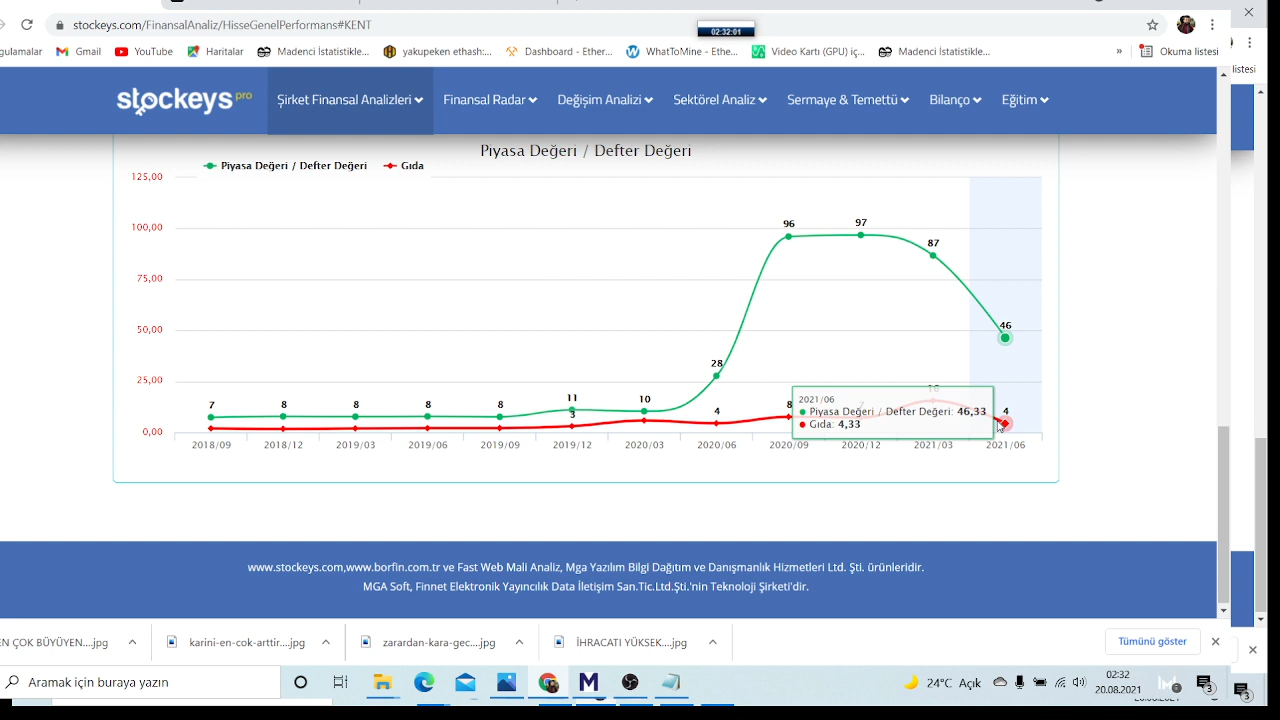 stockeys.com/FinansalAnaliz/HisseGenelPerformans#KENT
02:32:01
Gmail YouTube Haritalar Madenci İstatistikle... yakupeken ethash:... Dashboard - Ether... WhatToMine - Ethe... Video Kartı (GPU) iç... Madenci İstatistikle... » Okuma listesi
stockeys pro Şirket Finansal Analizleri Finansal Radar Değişim Analizi Sektörel Analiz Sermaye & Temettü Bilanço Eğitim
Piyasa Değeri / Defter Değeri
Piyasa Değeri / Defter Değeri Gıda
125,00
100,00
75,00
50,00
25,00
0,00
96 97 87 46
28
7 8 8 8 8 11 10
3 4 8 4
2021/06
Piyasa Değeri / Defter Değeri: 46,33
Gıda: 4,33
2018/09 2018/12 2019/03 2019/06 2019/09 2019/12 2020/03 2020/06 2020/09 2020/12 2021/03 2021/06
www.stockeys.com,www.borfin.com.tr ve Fast Web Mali Analiz, Mga Yazılım Bilgi Dağıtım ve Danışmanlık Hizmetleri Ltd. Şti. ürünleridir.
MGA Soft, Finnet Elektronik Yayıncılık Data İletişim San.Tic.Ltd.Şti.'nin Teknoloji Şirketi'dir.
EN ÇOK BÜYÜYEN....jpg karini-en-cok-arttir....jpg zarardan-kara-gec....jpg İHRACATI YÜKSEK....jpg Tümünü göster
Aramak için buraya yazın
24°C Açık
02:32
20.08.2021
3
3